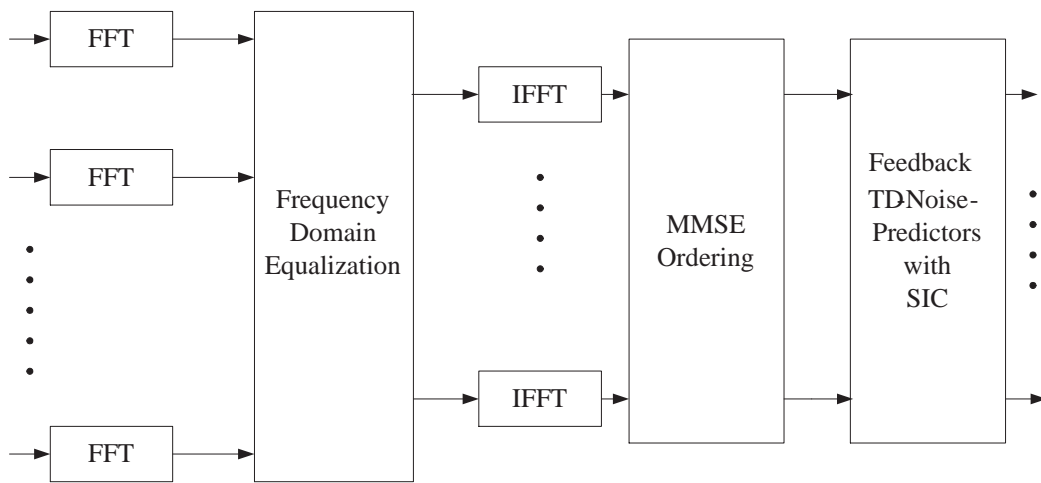 FFT
FFT
FFT
Frequency
Domain
Equalization
IFFT
IFFT
MMSE
Ordering
Feedback
TD-Noise-
Predictors
with
SIC